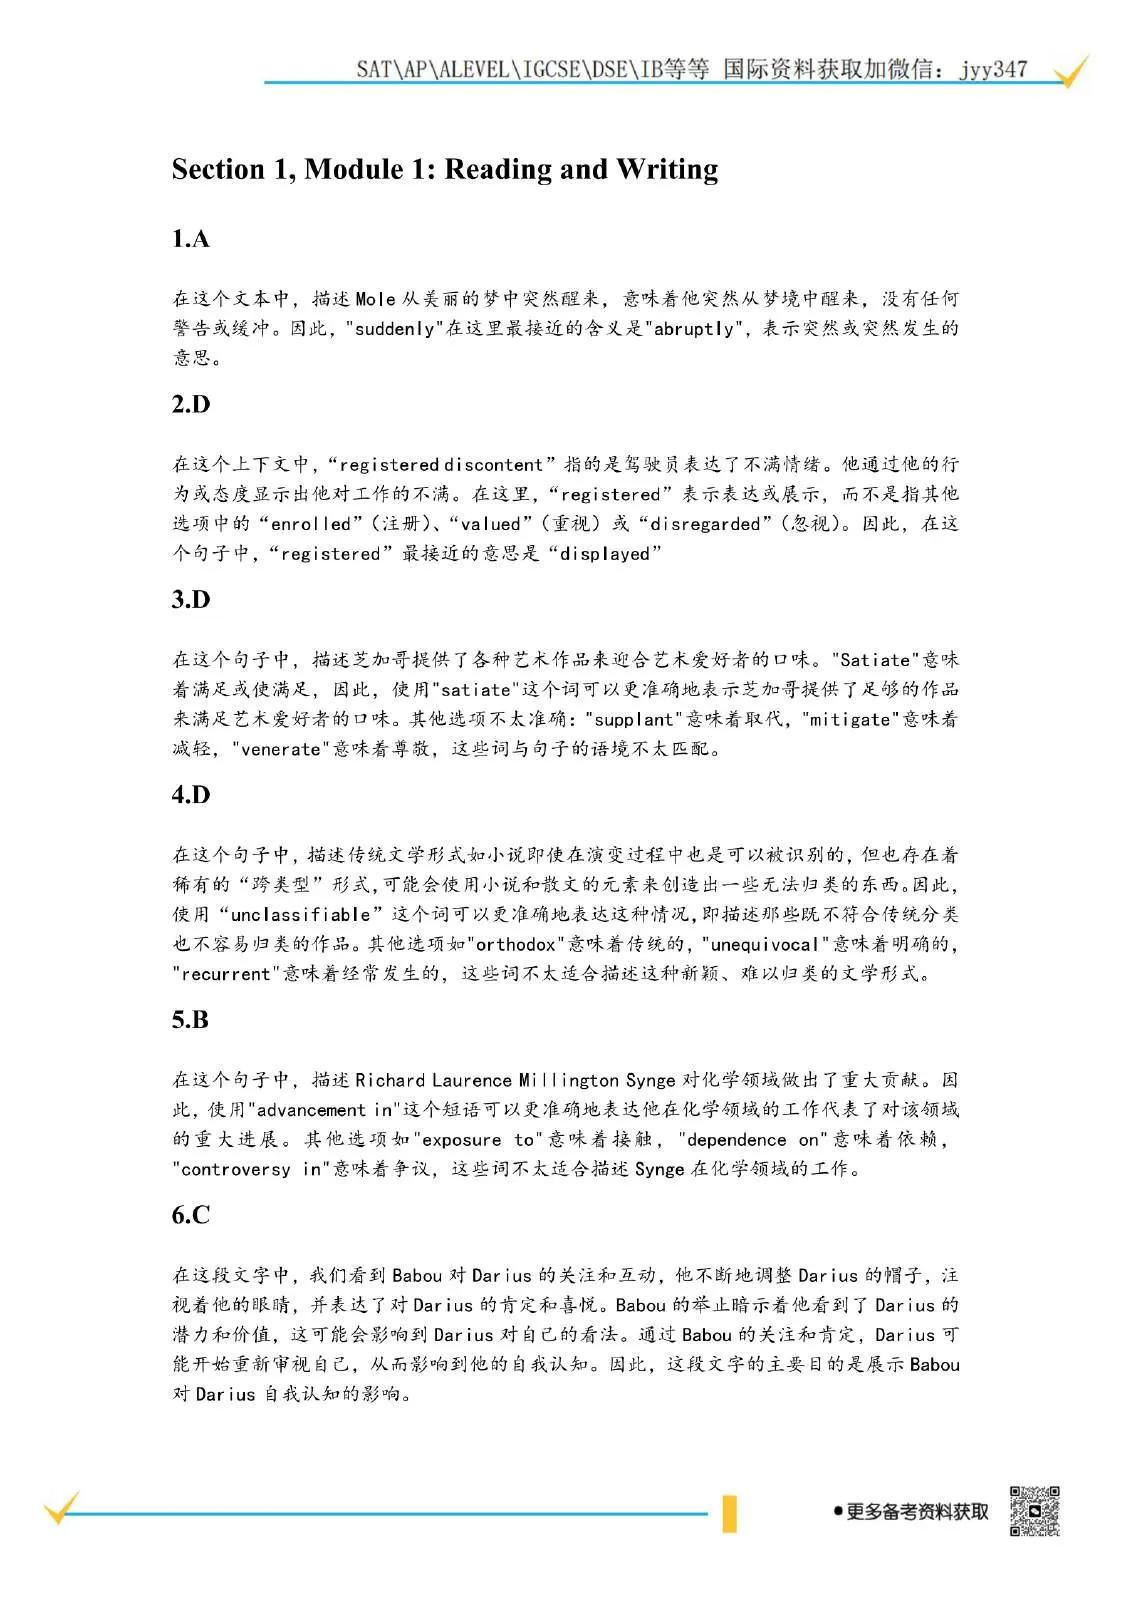 SAT\AP\ALEVEL\IGCSE\DSE\IB等等 国际资料获取加微信：jyy347
Section 1, Module 1: Reading and Writing
1.A
在这个文本中，描述 Mole 从美丽的梦中突然醒来，意味着他突然从梦境中醒来，没有任何
警告或缓冲。因此，"suddenly"在这里最接近的含义是"abruptly"，表示突然或突然发生的
意思。
2.D
在这个上下文中，“registered discontent”指的是驾驶员表达了不满情绪。他通过他的行
为或态度显示出他对工作的不满。在这里，“registered”表示表达或展示，而不是指其他
选项中的“enrolled”（注册）、“valued”（重视）或“disregarded”（忽视）。因此，在这
个句子中，“registered”最接近的意思是“displayed”
3.D
在这个句子中，描述芝加哥提供了各种艺术作品来迎合艺术爱好者的口味。"Satiate"意味
着满足或使满足，因此，使用"satiate"这个词可以更准确地表示芝加哥提供了足够的作品
来满足艺术爱好者的口味。其他选项不太准确："supplant"意味着取代，"mitigate"意味着
减轻，"venerate"意味着尊敬，这些词与句子的语境不太匹配。
4.D
在这个句子中，描述传统文学形式如小说即使在演变过程中也是可以被识别的，但也存在着
稀有的“跨类型”形式，可能会使用小说和散文的元素来创造出一些无法归类的东西。因此，
使用“unclassifiable”这个词可以更准确地表达这种情况，即描述那些既不符合传统分类
也不容易归类的作品。其他选项如"orthodox"意味着传统的，"unequivocal"意味着明确的，
"recurrent"意味着经常发生的，这些词不太适合描述这种新颖、难以归类的文学形式。
5.B
在这个句子中，描述 Richard Laurence Millington Synge 对化学领域做出了重大贡献。因
此，使用"advancement in"这个短语可以更准确地表达他在化学领域的工作代表了对该领域
的重大进展。其他选项如"exposure to"意味着接触，"dependence on"意味着依赖，
"controversy in"意味着争议，这些词不太适合描述 Synge 在化学领域的工作。
6.C
在这段文字中，我们看到 Babou 对 Darius 的关注和互动，他不断地调整 Darius 的帽子，注
视着他的眼睛，并表达了对 Darius 的肯定和喜悦。Babou 的举止暗示着他看到了 Darius 的
潜力和价值，这可能会影响到 Darius 对自己的看法。通过 Babou 的关注和肯定，Darius 可
能开始重新审视自己，从而影响到他的自我认知。因此，这段文字的主要目的是展示 Babou
对 Darius 自我认知的影响。
●更多备考资料获取